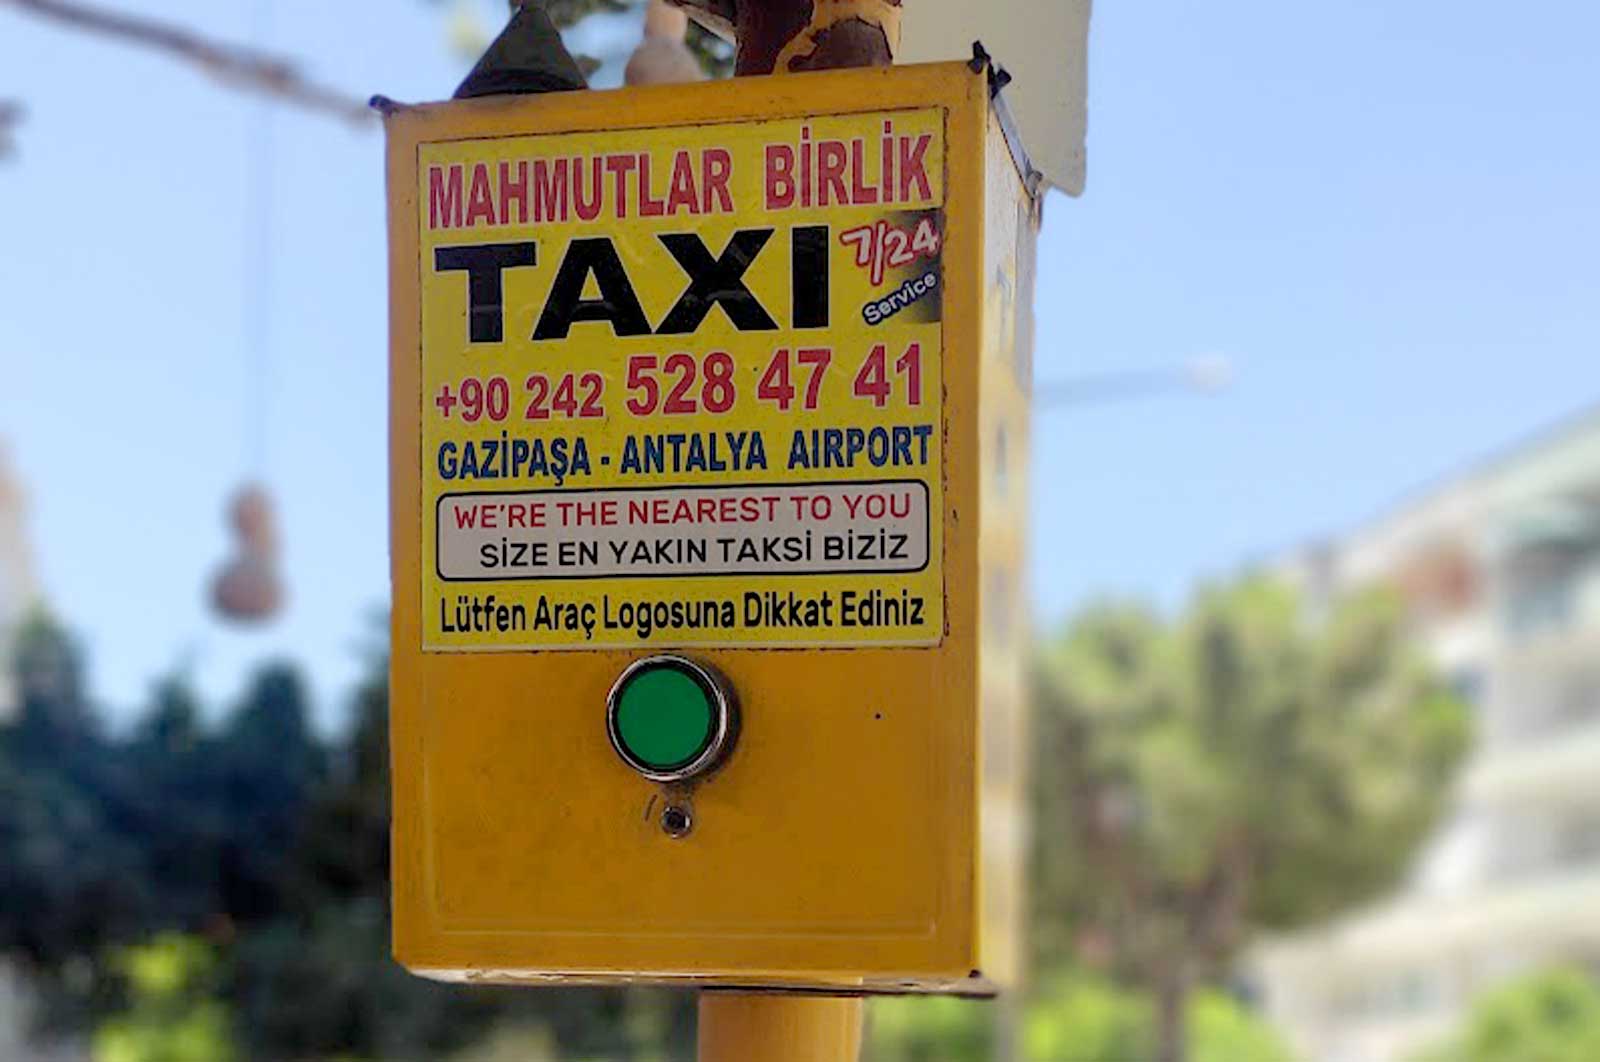 MAHMUTLAR BİRLİK
TAXI
7/24
Service
+90 242 528 47 41
GAZİPAŞA - ANTALYA AIRPORT
WE'RE THE NEAREST TO YOU
SİZE EN YAKIN TAKSİ BİZİZ
Lütfen Araç Logosuna Dikkat Ediniz